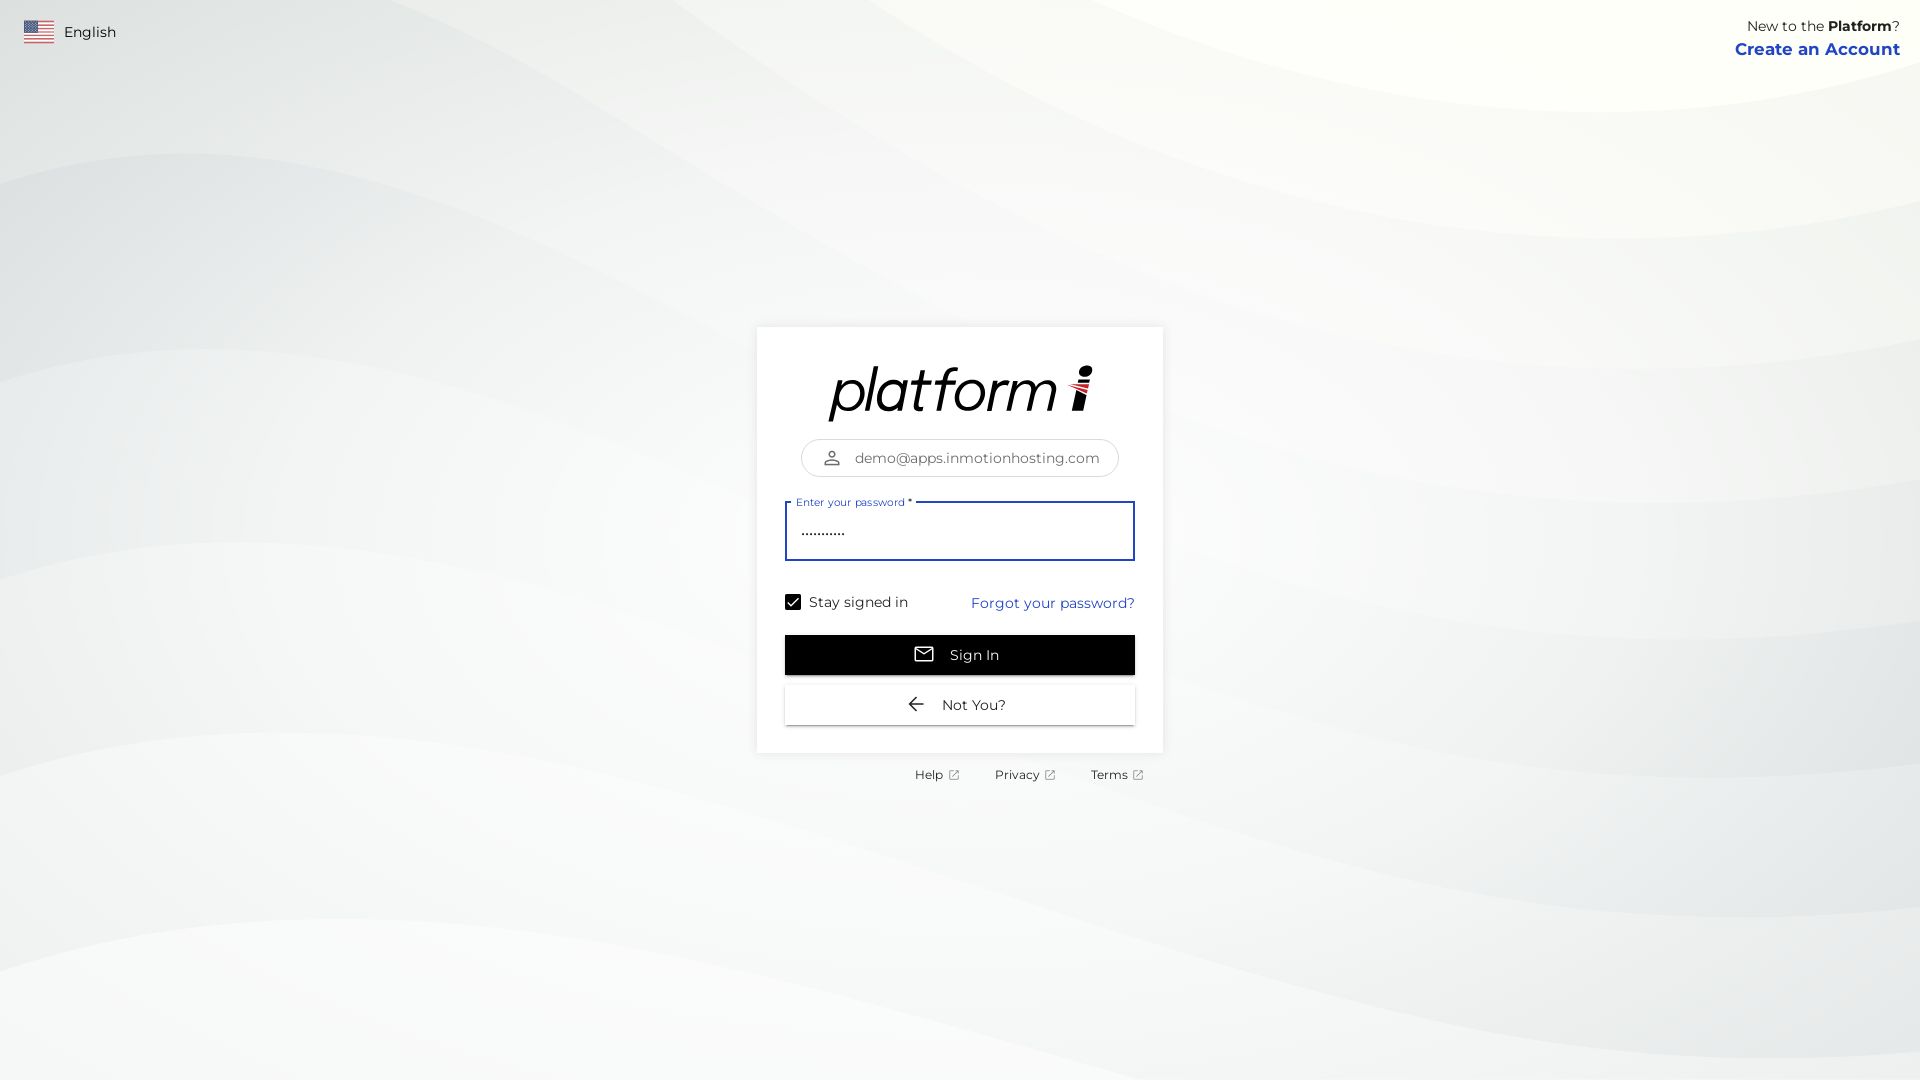 English
New to the Platform?
Create an Account
platform i
demo@apps.inmotionhosting.com
Enter your password *
...........
Stay signed in
Forgot your password?
Sign In
Not You?
Help
Privacy
Terms